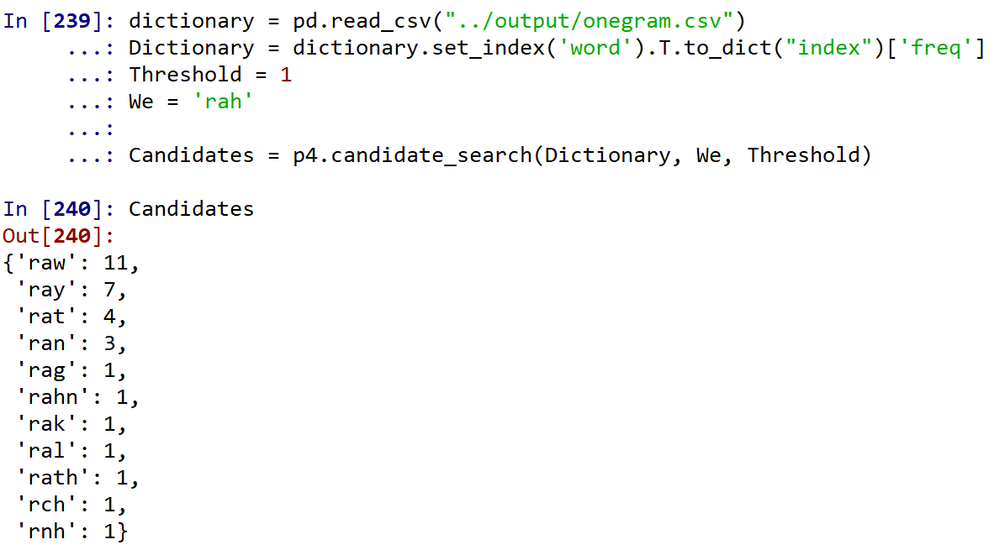 In [239]: dictionary = pd.read_csv("../output/onegram.csv")
     ...: Dictionary = dictionary.set_index('word').T.to_dict("index")['freq']
     ...: Threshold = 1
     ...: We = 'rah'
     ...:
     ...: Candidates = p4.candidate_search(Dictionary, We, Threshold)

In [240]: Candidates
Out[240]:
{'raw': 11,
 'ray': 7,
 'rat': 4,
 'ran': 3,
 'rag': 1,
 'rahn': 1,
 'rak': 1,
 'ral': 1,
 'rath': 1,
 'rch': 1,
 'rnh': 1}